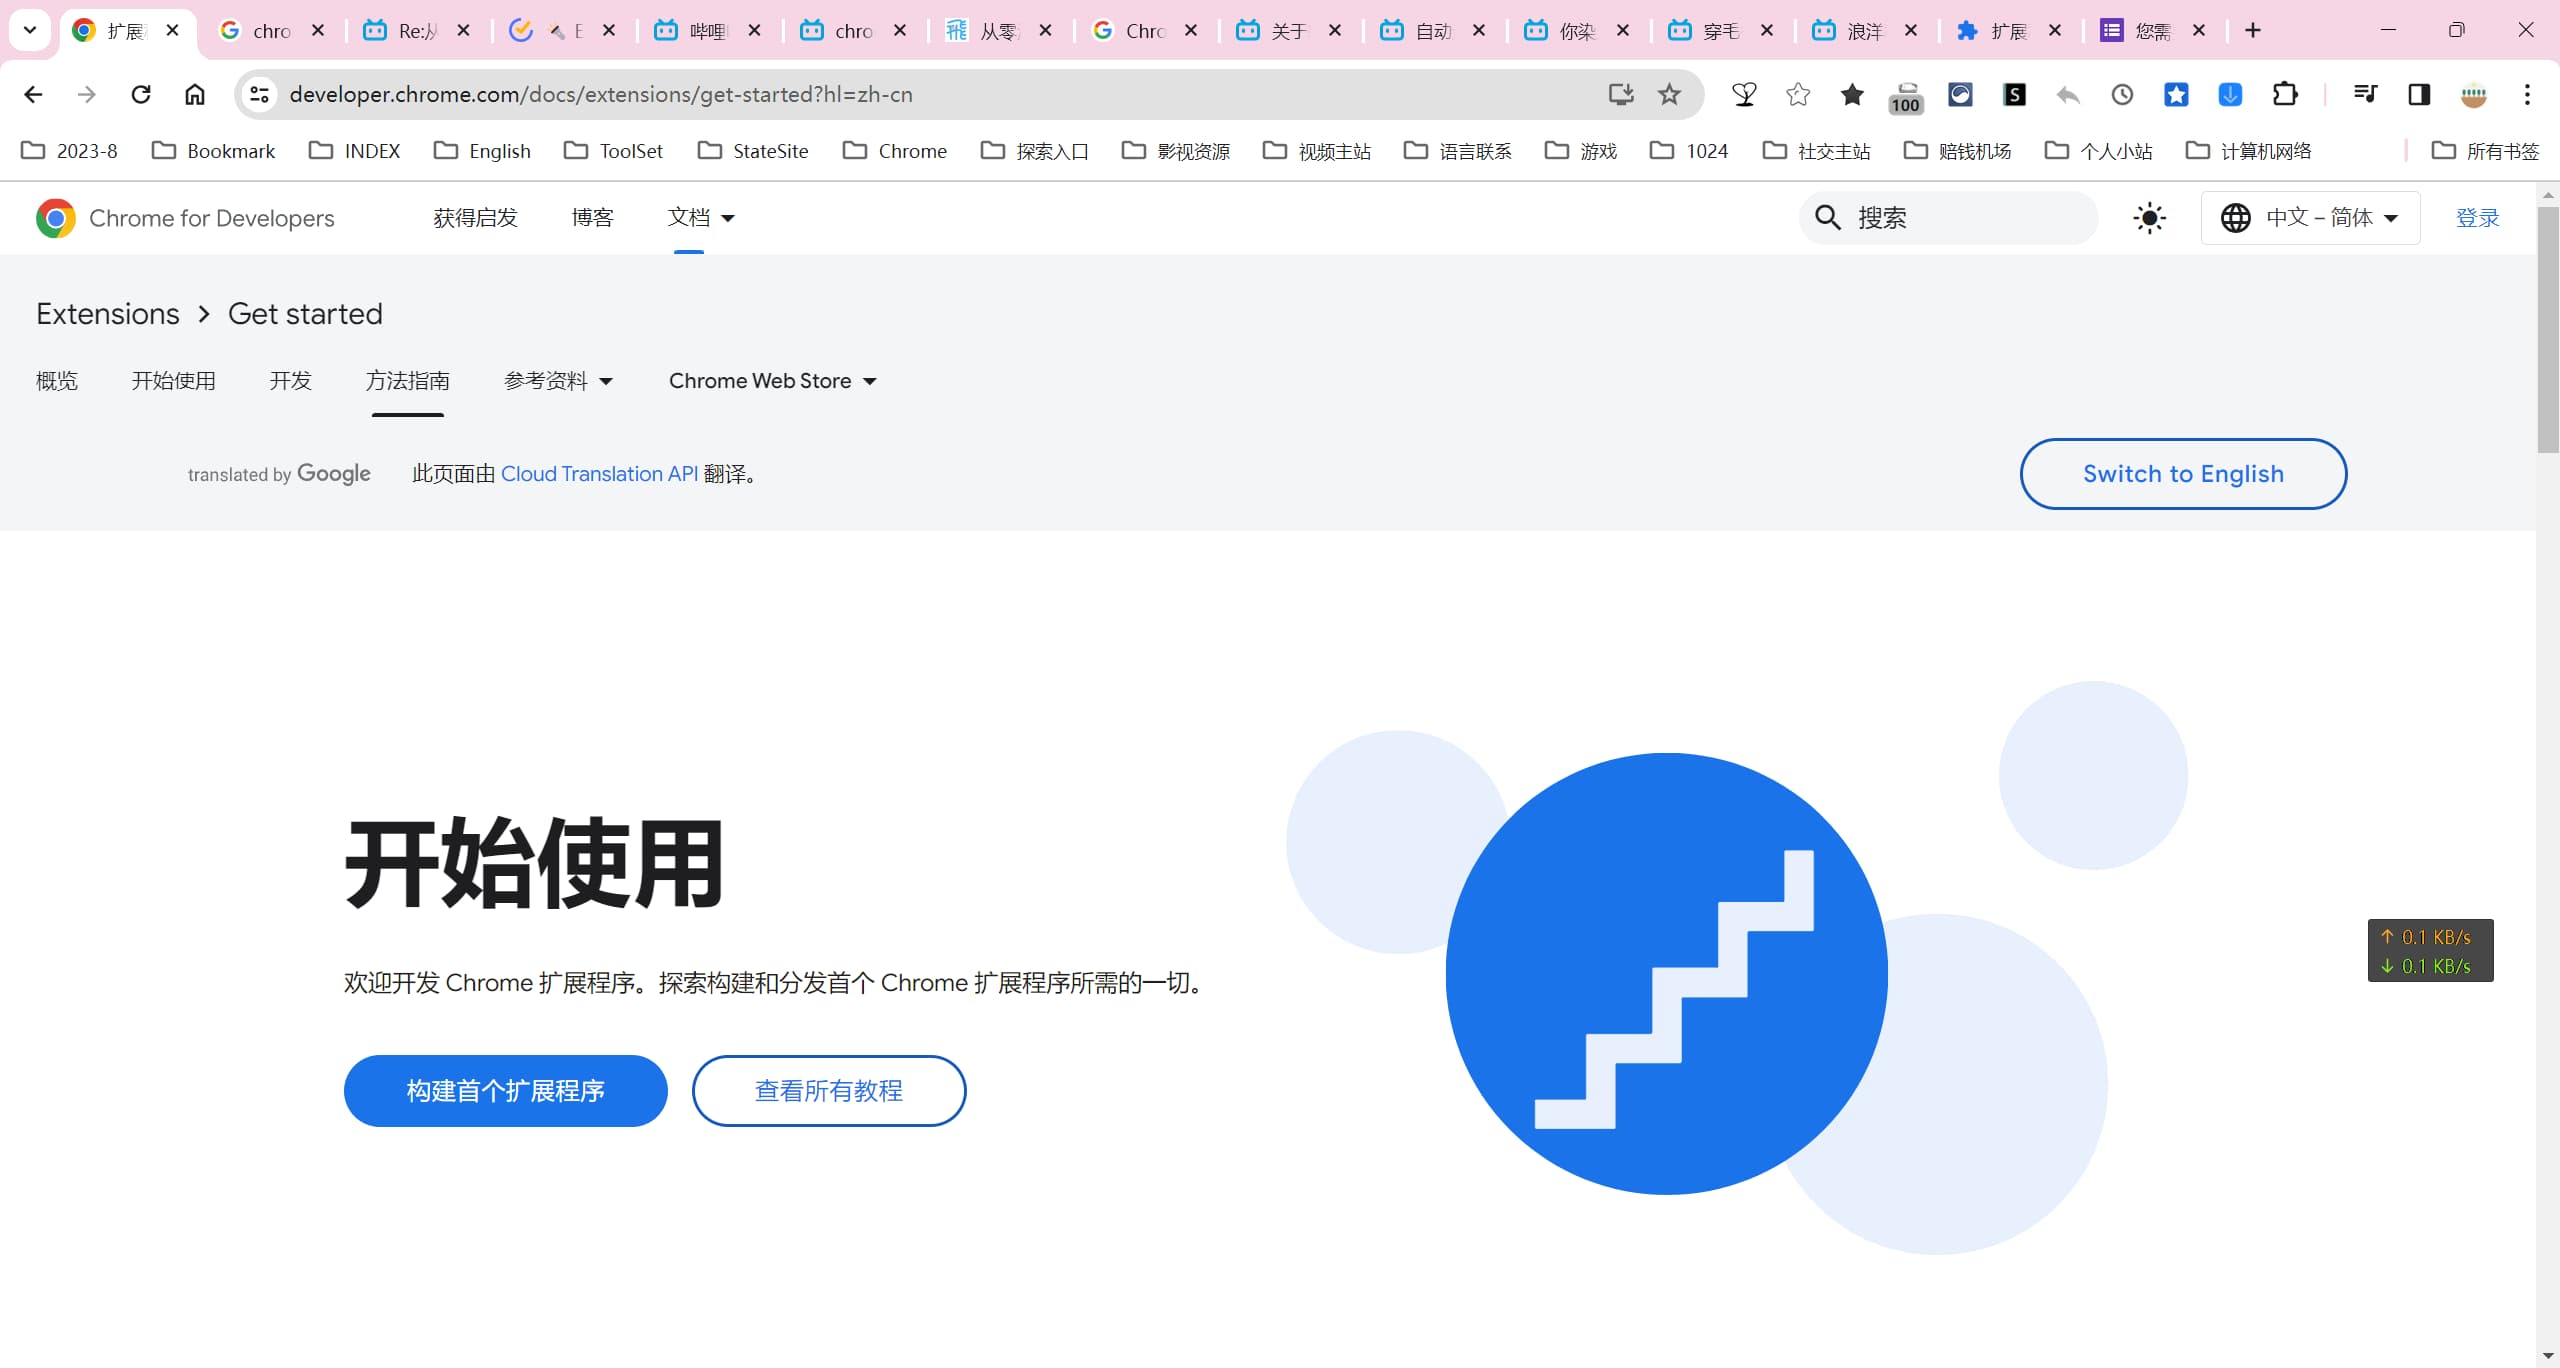 扩展 chro Re:从 E 哔哩 chro 从零 Chro 关于 自动 你染 穿毛 浪洋 扩展 您需
developer.chrome.com/docs/extensions/get-started?hl=zh-cn
100 S
2023-8 Bookmark INDEX English ToolSet StateSite Chrome 探索入口 影视资源 视频主站 语言联系 游戏 1024 社交主站 赔钱机场 个人小站 计算机网络 所有书签
Chrome for Developers 获得启发 博客 文档 搜索 中文 – 简体 登录
Extensions > Get started
概览 开始使用 开发 方法指南 参考资料 Chrome Web Store
translated by Google 此页面由 Cloud Translation API 翻译。 Switch to English
开始使用
欢迎开发 Chrome 扩展程序。探索构建和分发首个 Chrome 扩展程序所需的一切。
构建首个扩展程序 查看所有教程
↑ 0.1 KB/s
↓ 0.1 KB/s